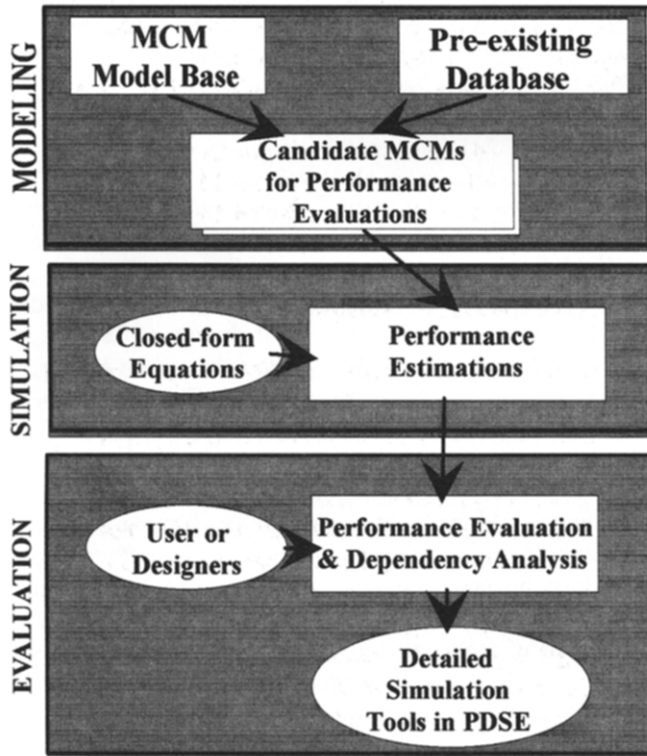 MODELING
MCM
Model Base
Pre-existing
Database
Candidate MCMs
for Performance
Evaluations
SIMULATION
Closed-form
Equations
Performance
Estimations
EVALUATION
User or
Designers
Performance Evaluation
& Dependency Analysis
Detailed
Simulation
Tools in PDSE